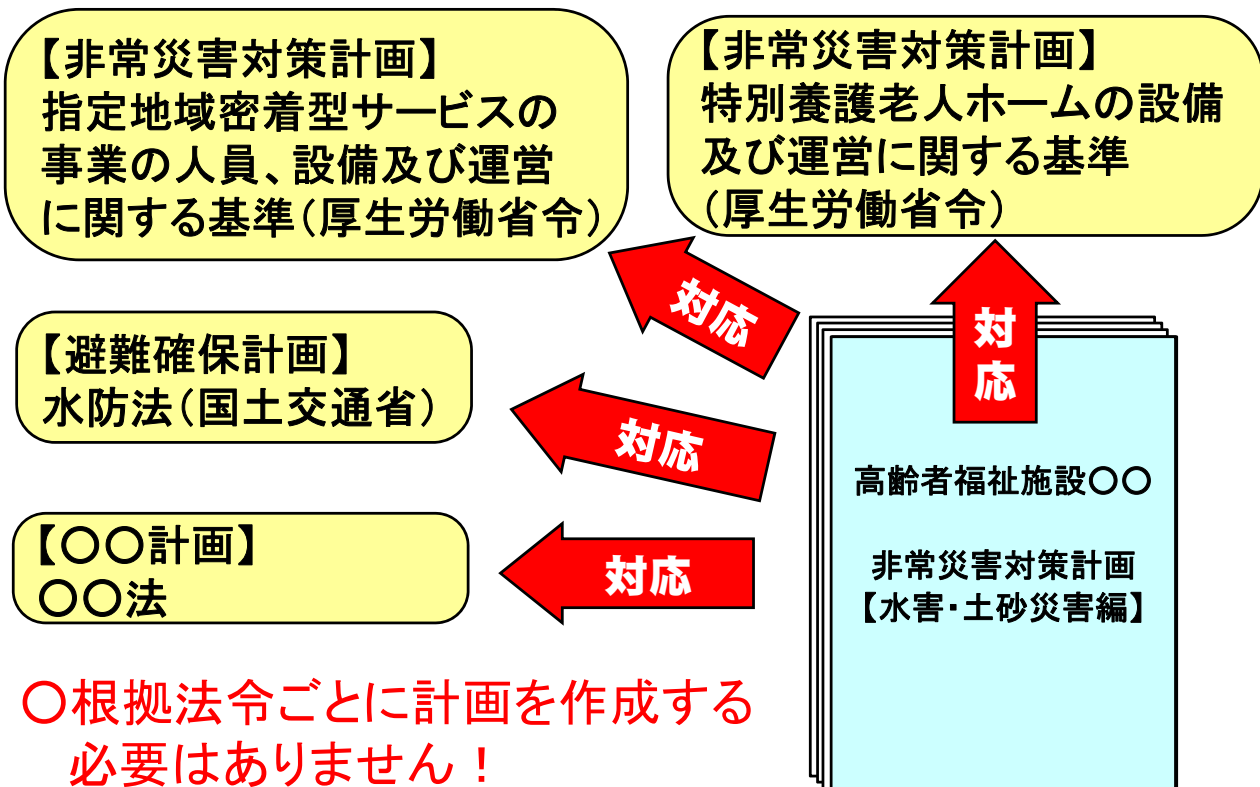 【非常災害対策計画】
指定地域密着型サービスの
事業の人員、設備及び運営
に関する基準(厚生労働省令)
【非常災害対策計画】
特別養護老人ホームの設備
及び運営に関する基準
(厚生労働省令)
対応
対
応
【避難確保計画】
水防法(国土交通省)
対応
【〇〇計画】
〇〇法
対応
高齢者福祉施設〇〇
非常災害対策計画
【水害・土砂災害編】
〇根拠法令ごとに計画を作成する
必要はありません!